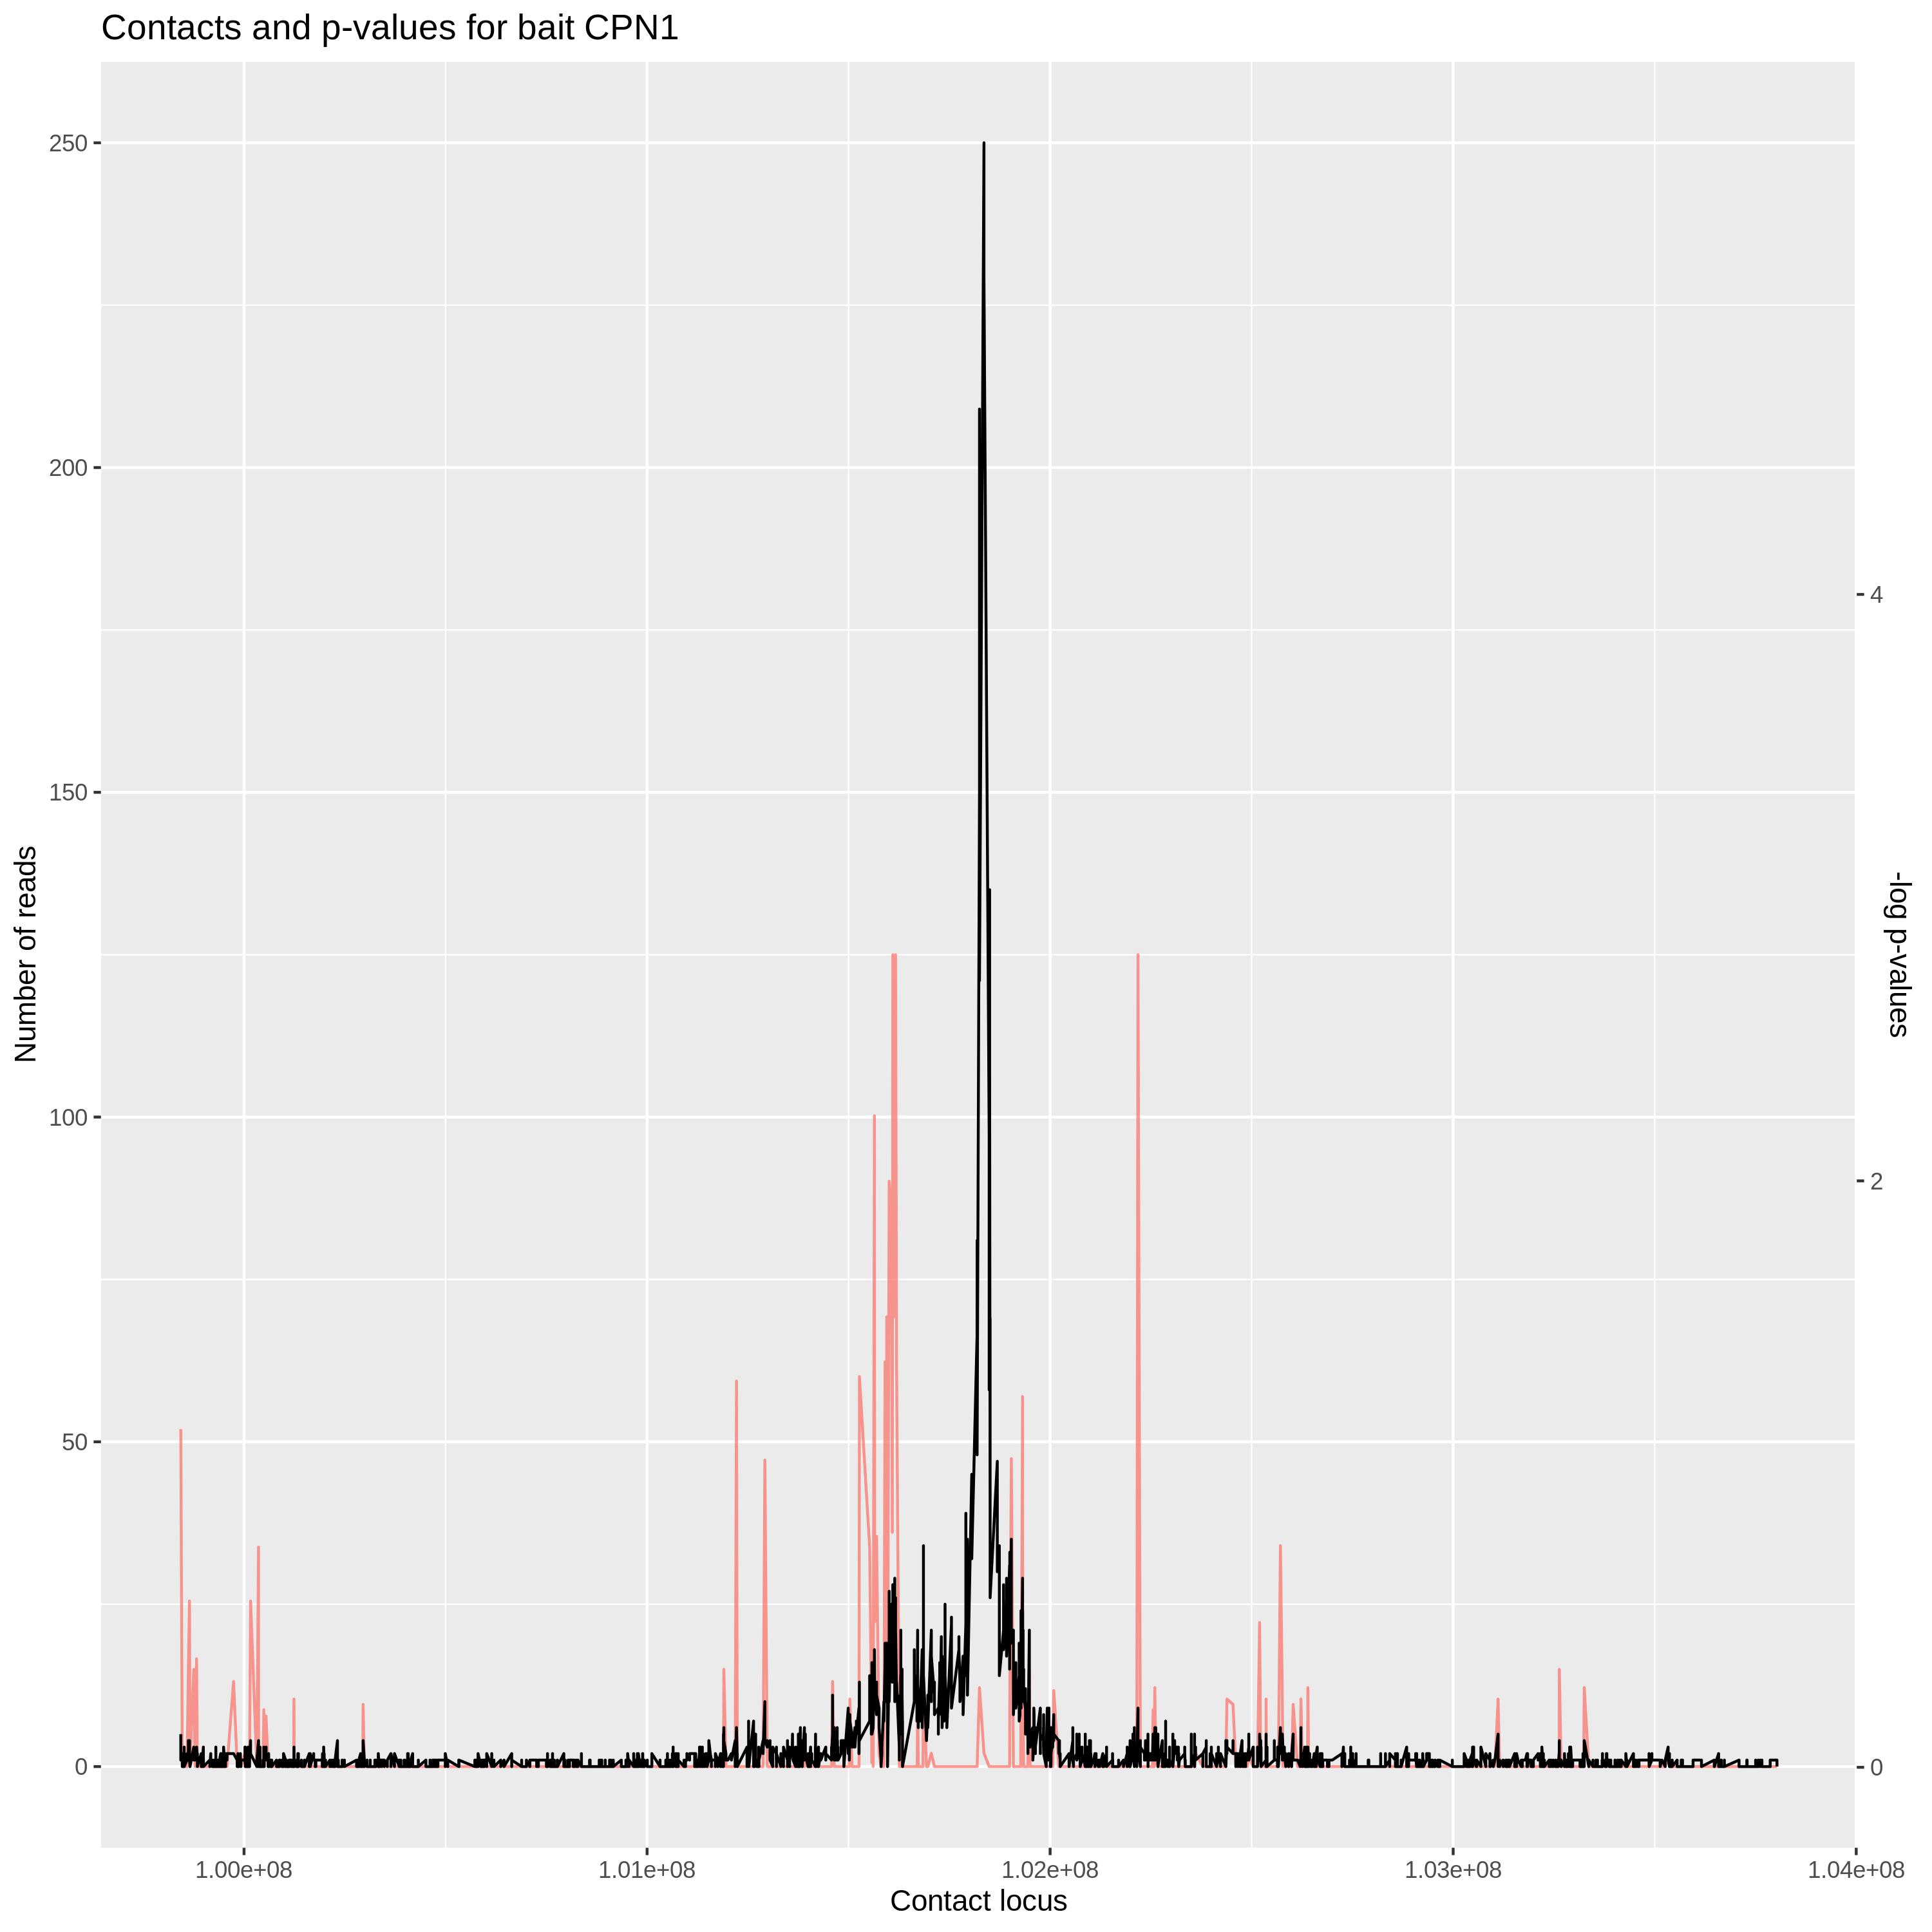 Contacts and p-values for bait CPN1
250
200
150
100
50
0
Number of reads
4
2
0
-log p-values
1.00e+08
1.01e+08
1.02e+08
1.03e+08
1.04e+08
Contact locus